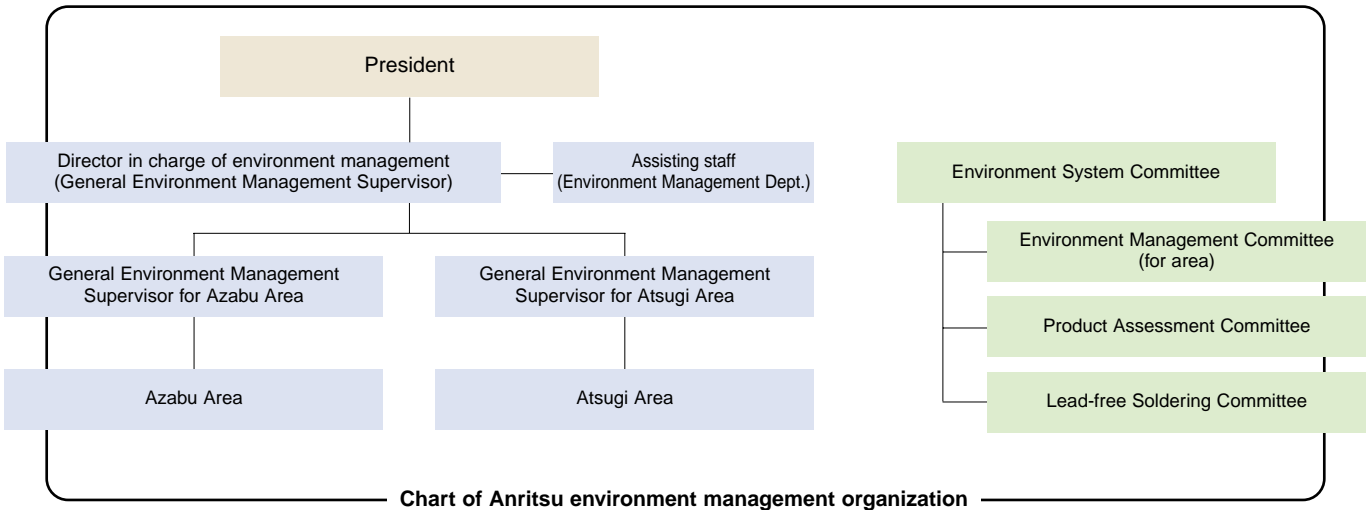 President
Director in charge of environment management
(General Environment Management Supervisor)
Assisting staff
(Environment Management Dept.)
General Environment Management
Supervisor for Azabu Area
General Environment Management
Supervisor for Atsugi Area
Azabu Area
Atsugi Area
Environment System Committee
Environment Management Committee
(for area)
Product Assessment Committee
Lead-free Soldering Committee
Chart of Anritsu environment management organization